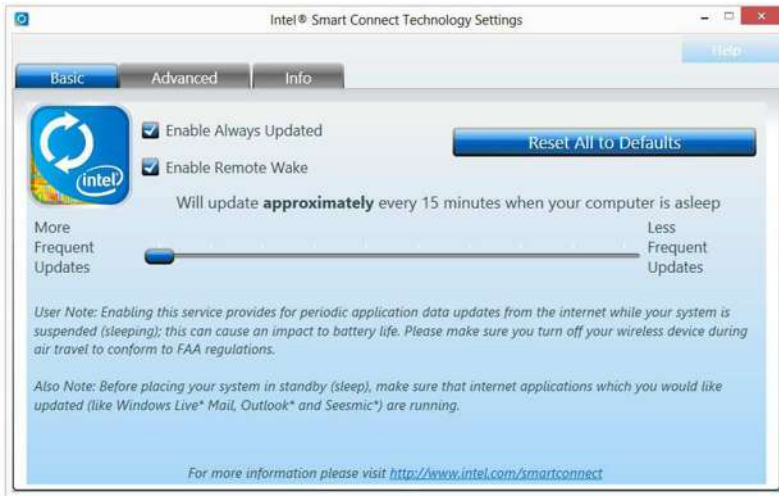 Intel® Smart Connect Technology Settings
Help
Basic Advanced Info
Enable Always Updated
Reset All to Defaults
(intel)
Enable Remote Wake
Will update approximately every 15 minutes when your computer is asleep
More
Frequent
Updates
Less
Frequent
Updates
User Note: Enabling this service provides for periodic application data updates from the internet while your system is
suspended (sleeping); this can cause an impact to battery life. Please make sure you turn off your wireless device during
air travel to conform to FAA regulations.
Also Note: Before placing your system in standby (sleep), make sure that internet applications which you would like
updated (like Windows Live* Mail, Outlook* and Seesmic*) are running.
For more information please visit http://www.intel.com/smartconnect